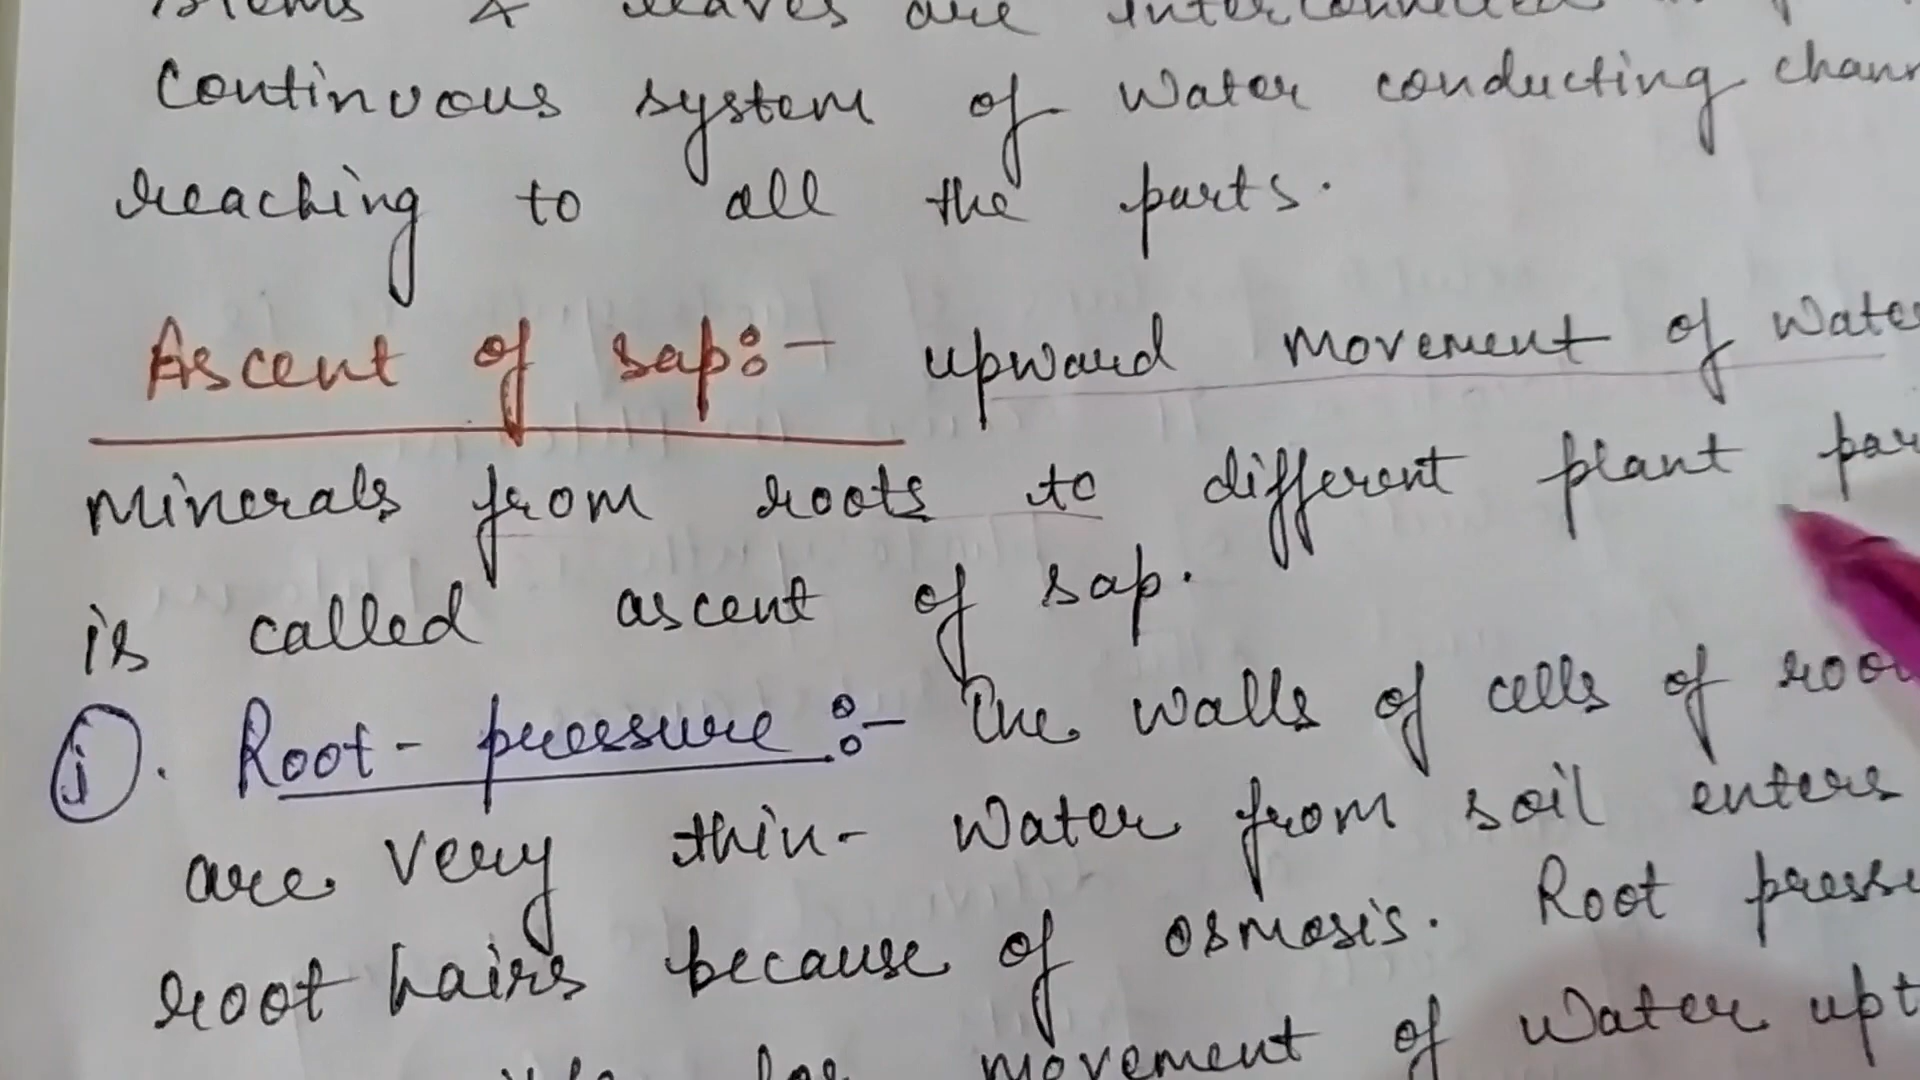 leaves are
Continuous system of Water conducting
reaching to all the parts.
Ascent of sap:- upward movement of
minerals from roots to different plant
is called ascent of sap.
(i). Root-pressure :- The walls of cells of
are very thin- Water from soil enters
root hairs because of osmosis. Root
movement of water